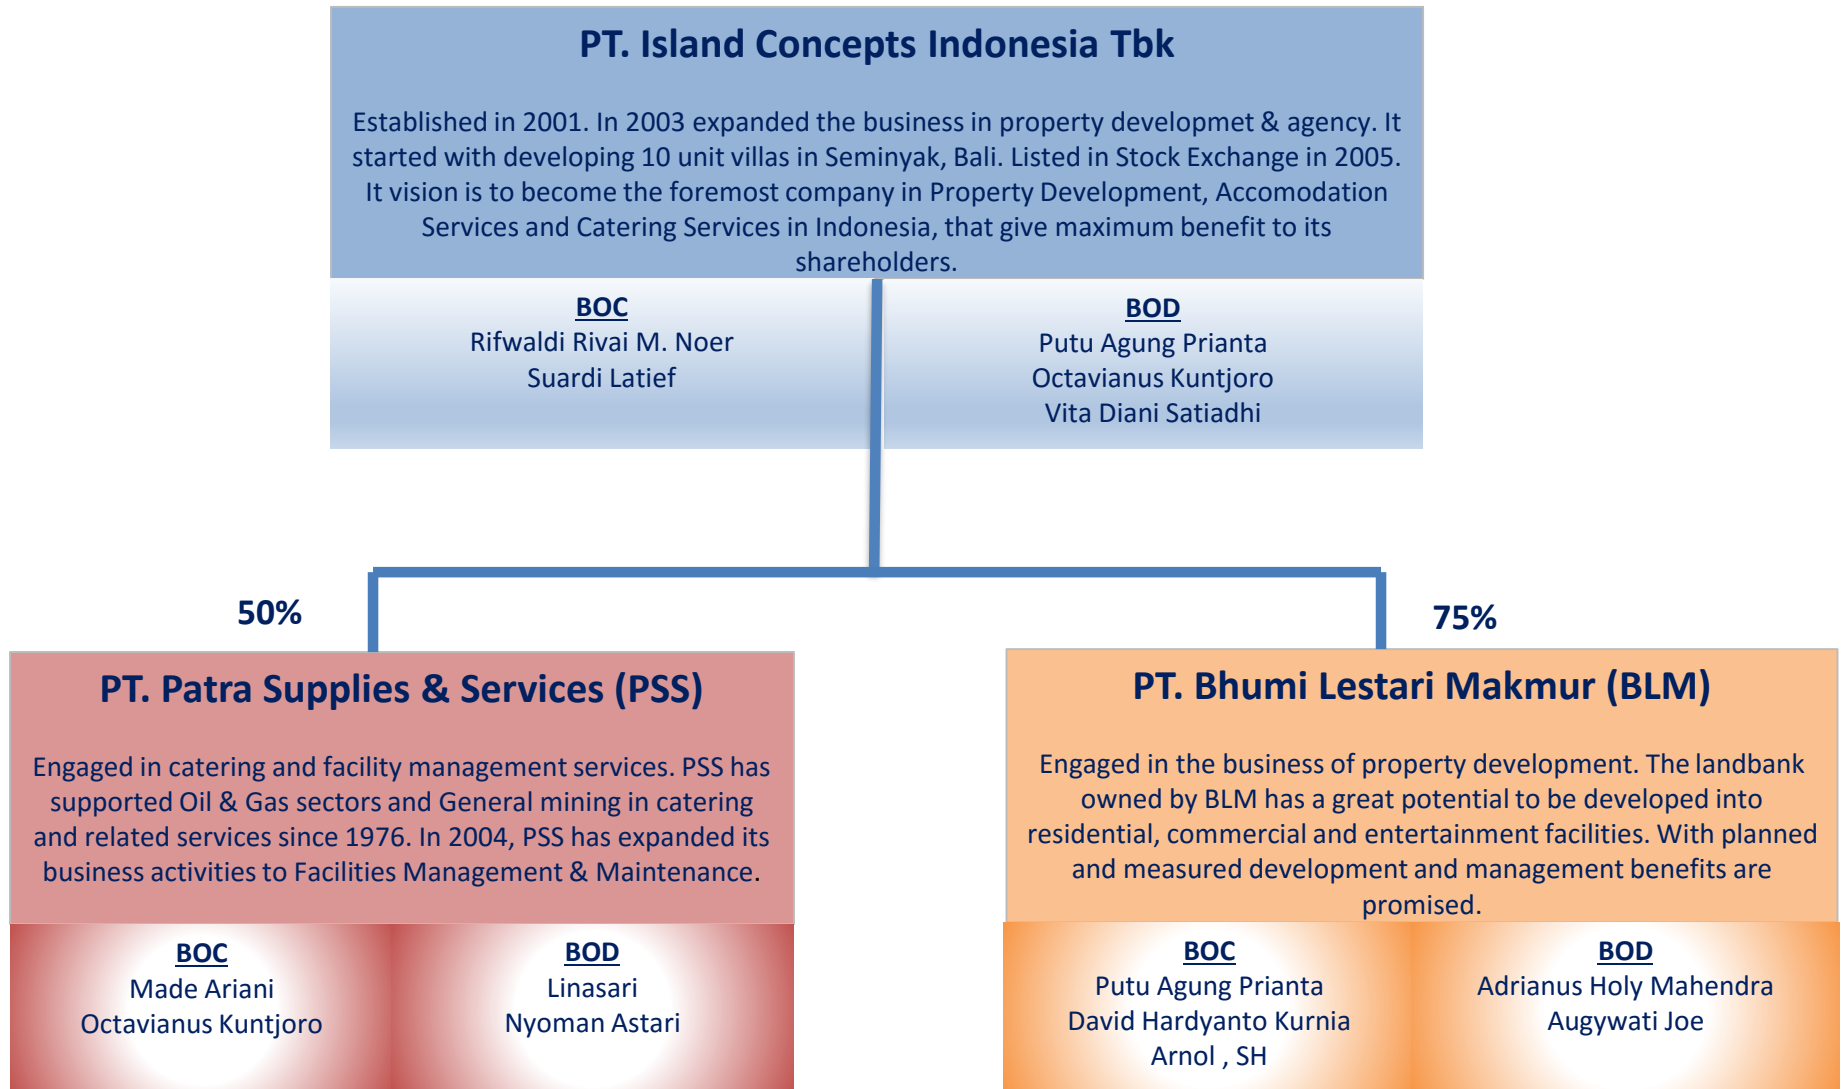 PT. Island Concepts Indonesia Tbk
Established in 2001. In 2003 expanded the business in property developmet & agency. It
started with developing 10 unit villas in Seminyak, Bali. Listed in Stock Exchange in 2005.
It vision is to become the foremost company in Property Development, Accomodation
Services and Catering Services in Indonesia, that give maximum benefit to its
shareholders.
BOC
Rifwaldi Rivai M. Noer
Suardi Latief
BOD
Putu Agung Prianta
Octavianus Kuntjoro
Vita Diani Satiadhi
50%
75%
PT. Patra Supplies & Services (PSS)
Engaged in catering and facility management services. PSS has
supported Oil & Gas sectors and General mining in catering
and related services since 1976. In 2004, PSS has expanded its
business activities to Facilities Management & Maintenance.
BOC
Made Ariani
Octavianus Kuntjoro
BOD
Linasari
Nyoman Astari
PT. Bhumi Lestari Makmur (BLM)
Engaged in the business of property development. The landbank
owned by BLM has a great potential to be developed into
residential, commercial and entertainment facilities. With planned
and measured development and management benefits are
promised.
BOC
Putu Agung Prianta
David Hardyanto Kurnia
Arnol , SH
BOD
Adrianus Holy Mahendra
Augywati Joe